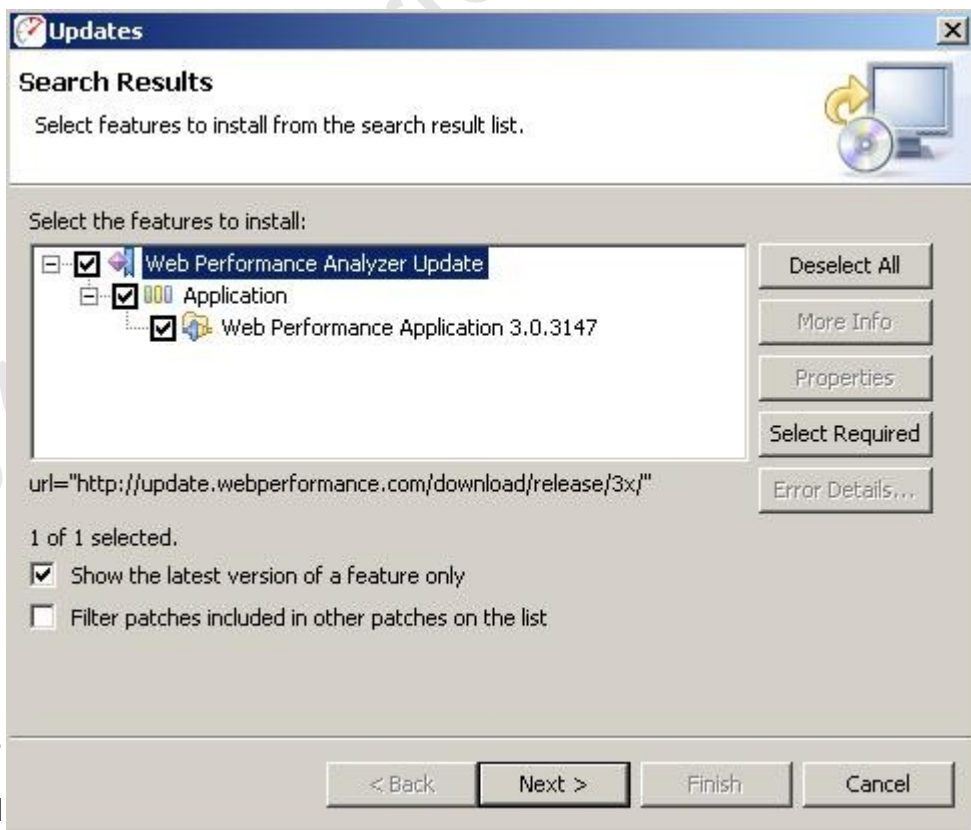 Updates
Search Results
Select features to install from the search result list.
Select the features to install:
Web Performance Analyzer Update
Application
Web Performance Application 3.0.3147
Deselect All
More Info
Properties
Select Required
Error Details...
url="http://update.webperformance.com/download/release/3x/"
1 of 1 selected.
Show the latest version of a feature only
Filter patches included in other patches on the list
< Back
Next >
Finish
Cancel